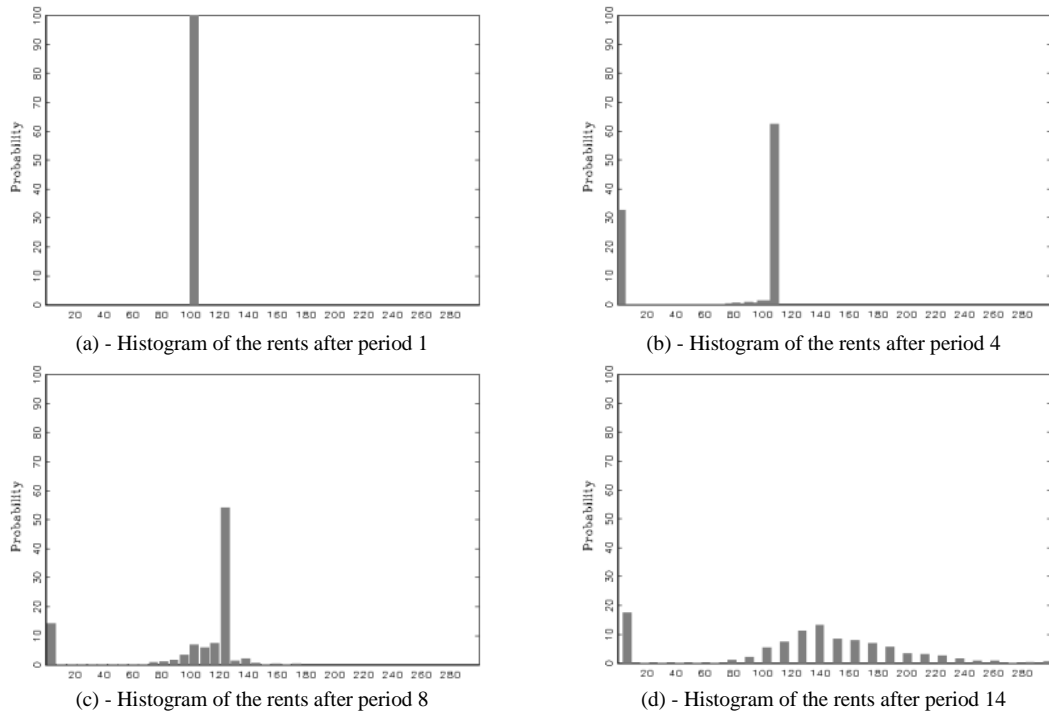 Probability
0 10 20 30 40 50 60 70 80 90 100
20 40 60 80 100 120 140 160 180 200 220 240 260 280
(a) - Histogram of the rents after period 1
Probability
0 10 20 30 40 50 60 70 80 90 100
20 40 60 80 100 120 140 160 180 200 220 240 260 280
(b) - Histogram of the rents after period 4
Probability
0 10 20 30 40 50 60 70 80 90 100
20 40 60 80 100 120 140 160 180 200 220 240 260 280
(c) - Histogram of the rents after period 8
Probability
0 10 20 30 40 50 60 70 80 90 100
20 40 60 80 100 120 140 160 180 200 220 240 260 280
(d) - Histogram of the rents after period 14